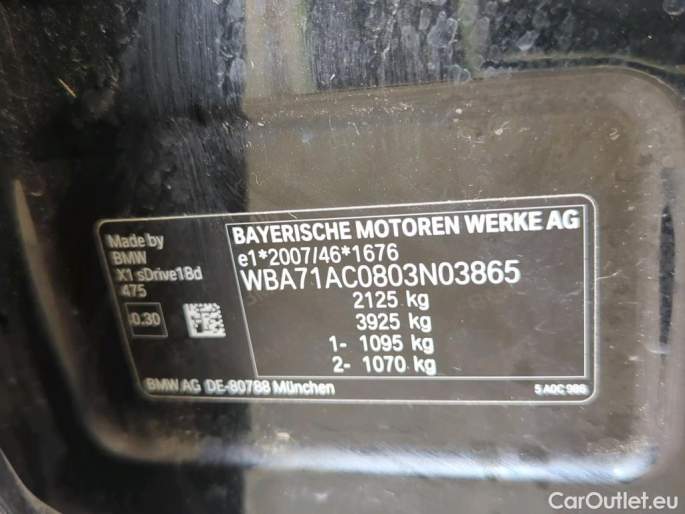 Made by
BMW
X1 sDrive18d
475
0.30
BAYERISCHE MOTOREN WERKE AG
e1*2007/46*1676
WBA71AC0803N03865
2125 kg
3925 kg
1- 1095 kg
2- 1070 kg
BMW AG DE-80788 München
5 A0C 986
CarOutlet.eu